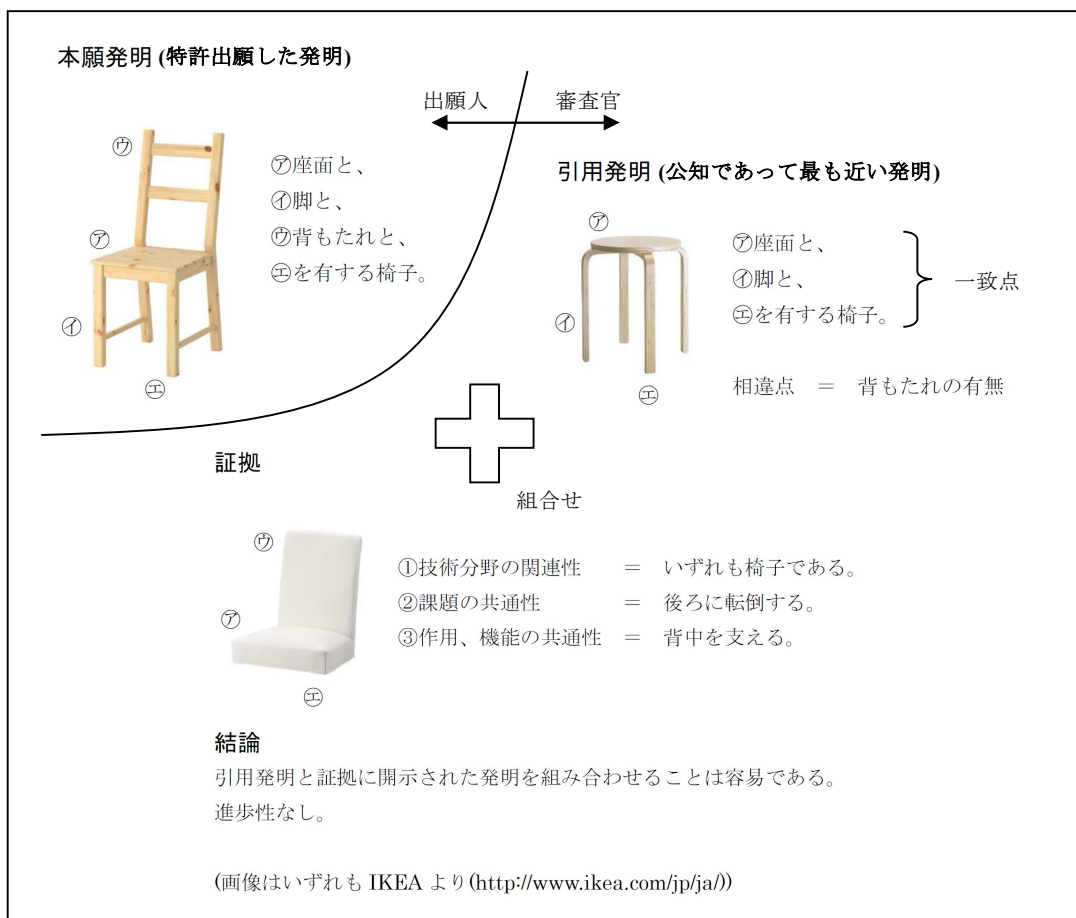 本願発明 (特許出願した発明)
出願人
審査官
㋒
㋐座面と、
㋑脚と、
㋒背もたれと、
㋓を有する椅子。
㋐
㋑
㋓
引用発明 (公知であって最も近い発明)
㋐
㋑
㋓
㋐座面と、
㋑脚と、
㋓を有する椅子。
一致点
相違点 = 背もたれの有無
組合せ
証拠
㋒
㋐
㋓
①技術分野の関連性 = いずれも椅子である。
②課題の共通性 = 後ろに転倒する。
③作用、機能の共通性 = 背中を支える。
結論
引用発明と証拠に開示された発明を組み合わせることは容易である。
進歩性なし。
(画像はいずれも IKEA より(http://www.ikea.com/jp/ja/))